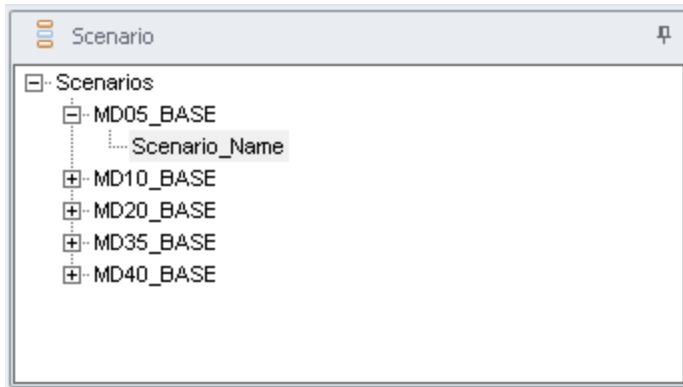 Scenario
Scenarios
MD05_BASE
Scenario_Name
MD10_BASE
MD20_BASE
MD35_BASE
MD40_BASE